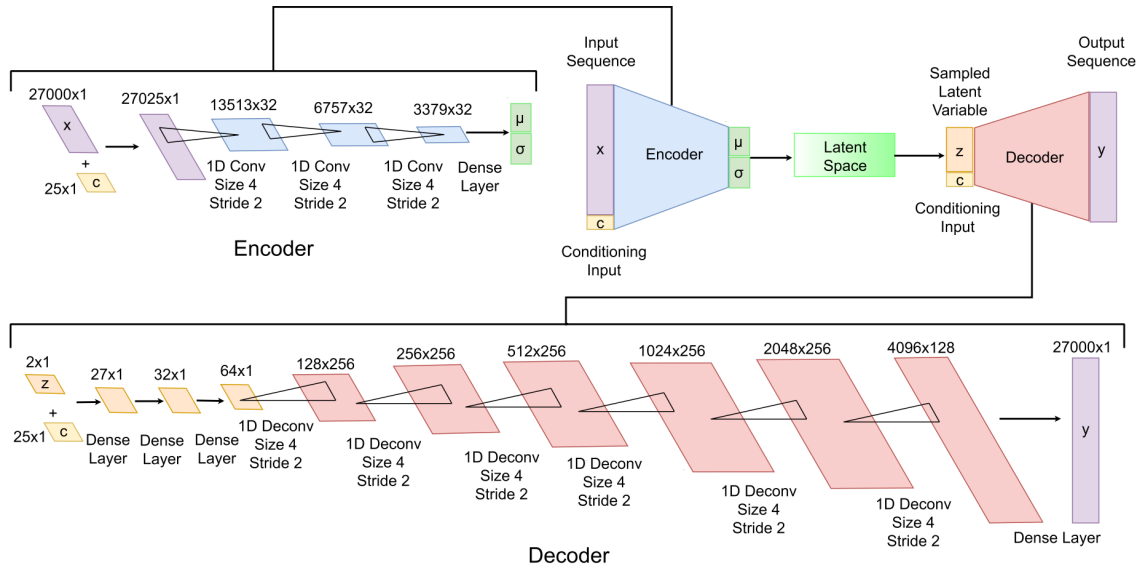 27000x1
x
+
25x1
c
27025x1
13513x32
6757x32
3379x32
1D Conv
Size 4
Stride 2
1D Conv
Size 4
Stride 2
1D Conv
Size 4
Stride 2
Dense
Layer
μ
σ
Encoder
Input
Sequence
x
c
Conditioning
Input
Encoder
μ
σ
Latent
Space
Sampled
Latent
Variable
z
c
Conditioning
Input
Decoder
Output
Sequence
y
2x1
z
+
25x1
c
27x1
32x1
64x1
Dense
Layer
Dense
Layer
Dense
Layer
128x256
256x256
512x256
1024x256
2048x256
4096x128
27000x1
1D Deconv
Size 4
Stride 2
1D Deconv
Size 4
Stride 2
1D Deconv
Size 4
Stride 2
1D Deconv
Size 4
Stride 2
1D Deconv
Size 4
Stride 2
1D Deconv
Size 4
Stride 2
y
Dense Layer
Decoder